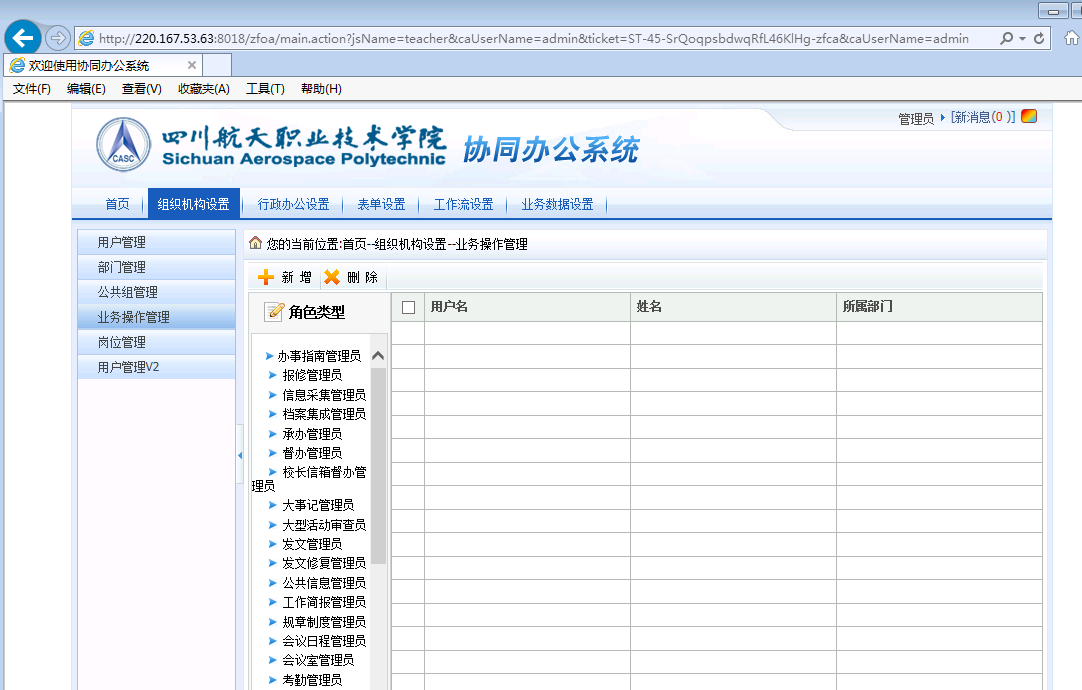 http://220.167.53.63:8018/zfoa/main.action?jsName=teacher&caUserName=admin&ticket=ST-45-SrQoqpsbdwqRfL46KlHg-zfca&caUserName=admin
欢迎使用协同办公系统
文件(F) 编辑(E) 查看(V) 收藏夹(A) 工具(T) 帮助(H)
管理员 [新消息(0 )]
CASC
四川航天职业技术学院
Sichuan Aerospace Polytechnic
协同办公系统
首页 组织机构设置 行政办公设置 表单设置 工作流设置 业务数据设置
用户管理
部门管理
公共组管理
业务操作管理
岗位管理
用户管理V2
您的当前位置:首页--组织机构设置--业务操作管理
新 增 删 除
角色类型
用户名 姓名 所属部门
办事指南管理员
报修管理员
信息采集管理员
档案集成管理员
承办管理员
督办管理员
校长信箱督办管
理员
大事记管理员
大型活动审查员
发文管理员
发文修复管理员
公共信息管理员
工作简报管理员
规章制度管理员
会议日程管理员
会议室管理员
考勤管理员